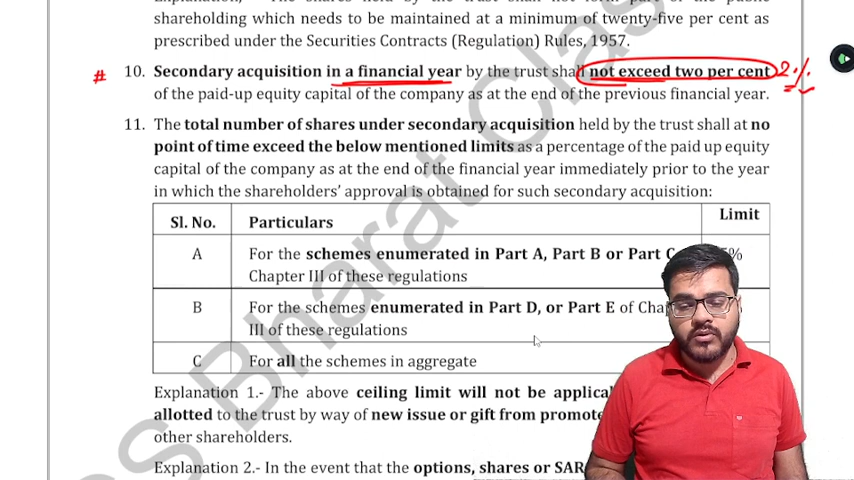 shareholding which needs to be maintained at a minimum of twenty-five per cent as
prescribed under the Securities Contracts (Regulation) Rules, 1957.
# 10. Secondary acquisition in a financial year by the trust shall not exceed two per cent 2%
of the paid-up equity capital of the company as at the end of the previous financial year.
11. The total number of shares under secondary acquisition held by the trust shall at no
point of time exceed the below mentioned limits as a percentage of the paid up equity
capital of the company as at the end of the financial year immediately prior to the year
in which the shareholders' approval is obtained for such secondary acquisition:
Sl. No. Particulars Limit
A For the schemes enumerated in Part A, Part B or Part C
Chapter III of these regulations
B For the schemes enumerated in Part D, or Part E of
III of these regulations
C For all the schemes in aggregate
Explanation 1.- The above ceiling limit will not be
allotted to the trust by way of new issue or gift from
other shareholders.
Explanation 2.- In the event that the options, shares or SAR
Bharat